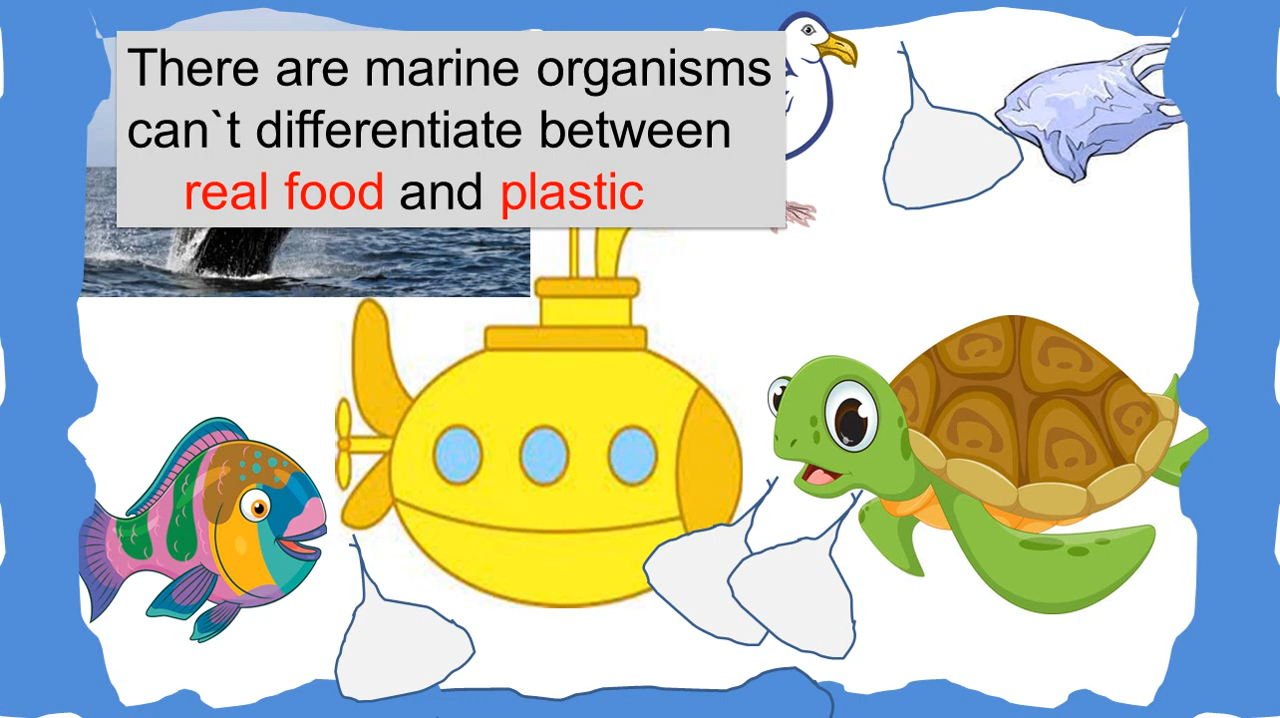 There are marine organisms
can`t differentiate between
real food and plastic